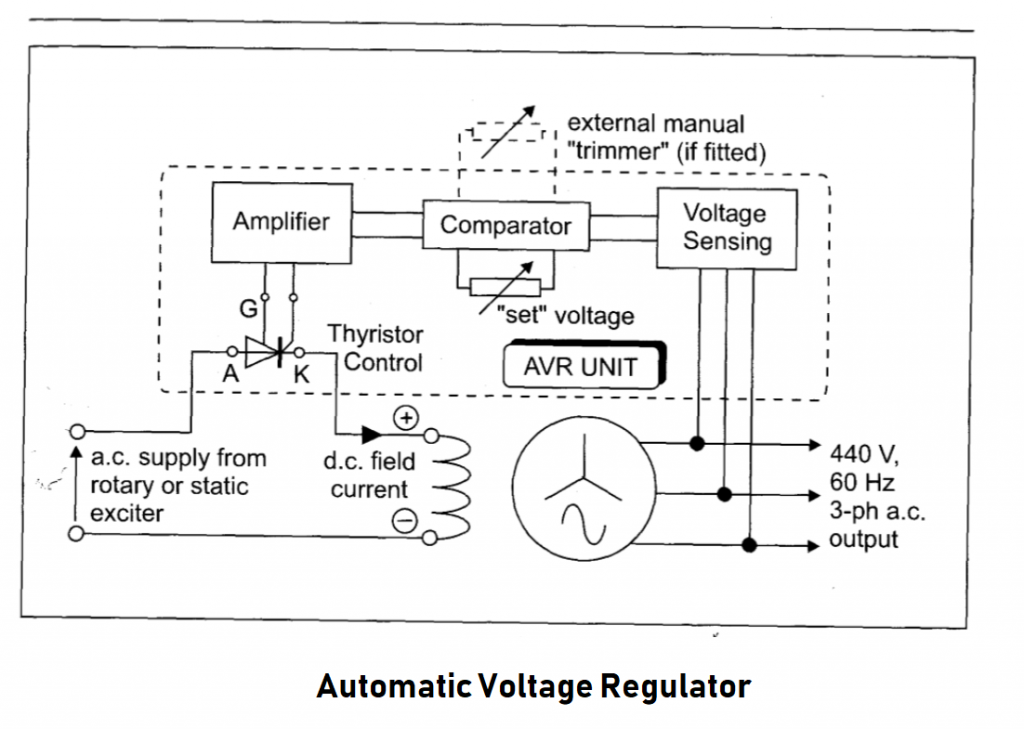 external manual
"trimmer" (if fitted)
Amplifier
Comparator
Voltage
Sensing
G
"set" voltage
Thyristor
Control
A
K
AVR UNIT
+
a.c. supply from
rotary or static
exciter
d.c. field
current
−
440 V,
60 Hz
3-ph a.c.
output
Automatic Voltage Regulator